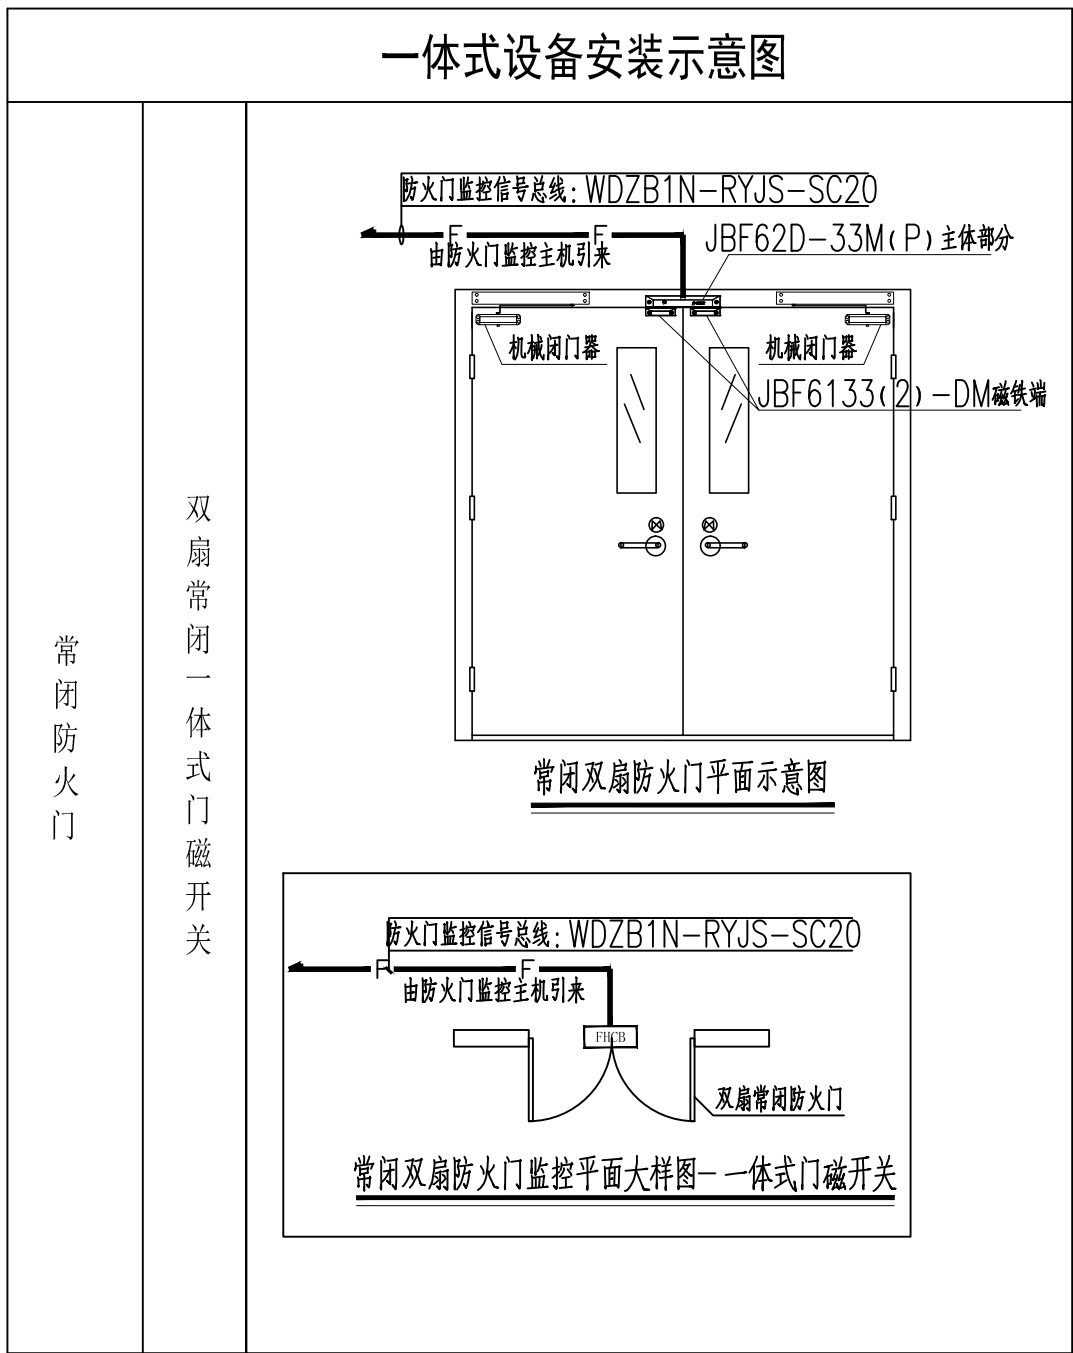 一体式设备安装示意图
常闭防火门
双扇常闭一体式门磁开关
防火门监控信号总线：WDZB1N-RYJS-SC20
F F
由防火门监控主机引来
JBF62D-33M(P)主体部分
机械闭门器
机械闭门器
JBF6133(2)-DM磁铁端
常闭双扇防火门平面示意图
防火门监控信号总线：WDZB1N-RYJS-SC20
F F
由防火门监控主机引来
FHCB
双扇常闭防火门
常闭双扇防火门监控平面大样图- 一体式门磁开关